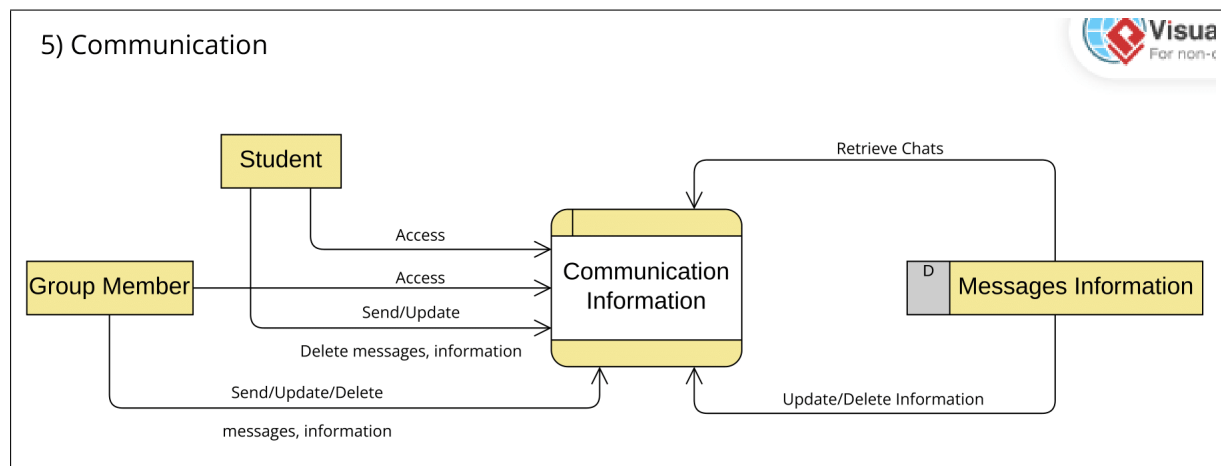 5) Communication
Visua
For non-c
Student
Retrieve Chats
Access
Group Member
Access
Communication
Information
D
Messages Information
Send/Update
Delete messages, information
Send/Update/Delete
messages, information
Update/Delete Information